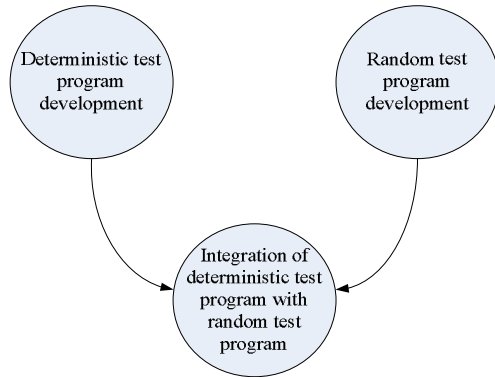 Deterministic test
program
development
Random test
program
development
Integration of
deterministic test
program with
random test
program